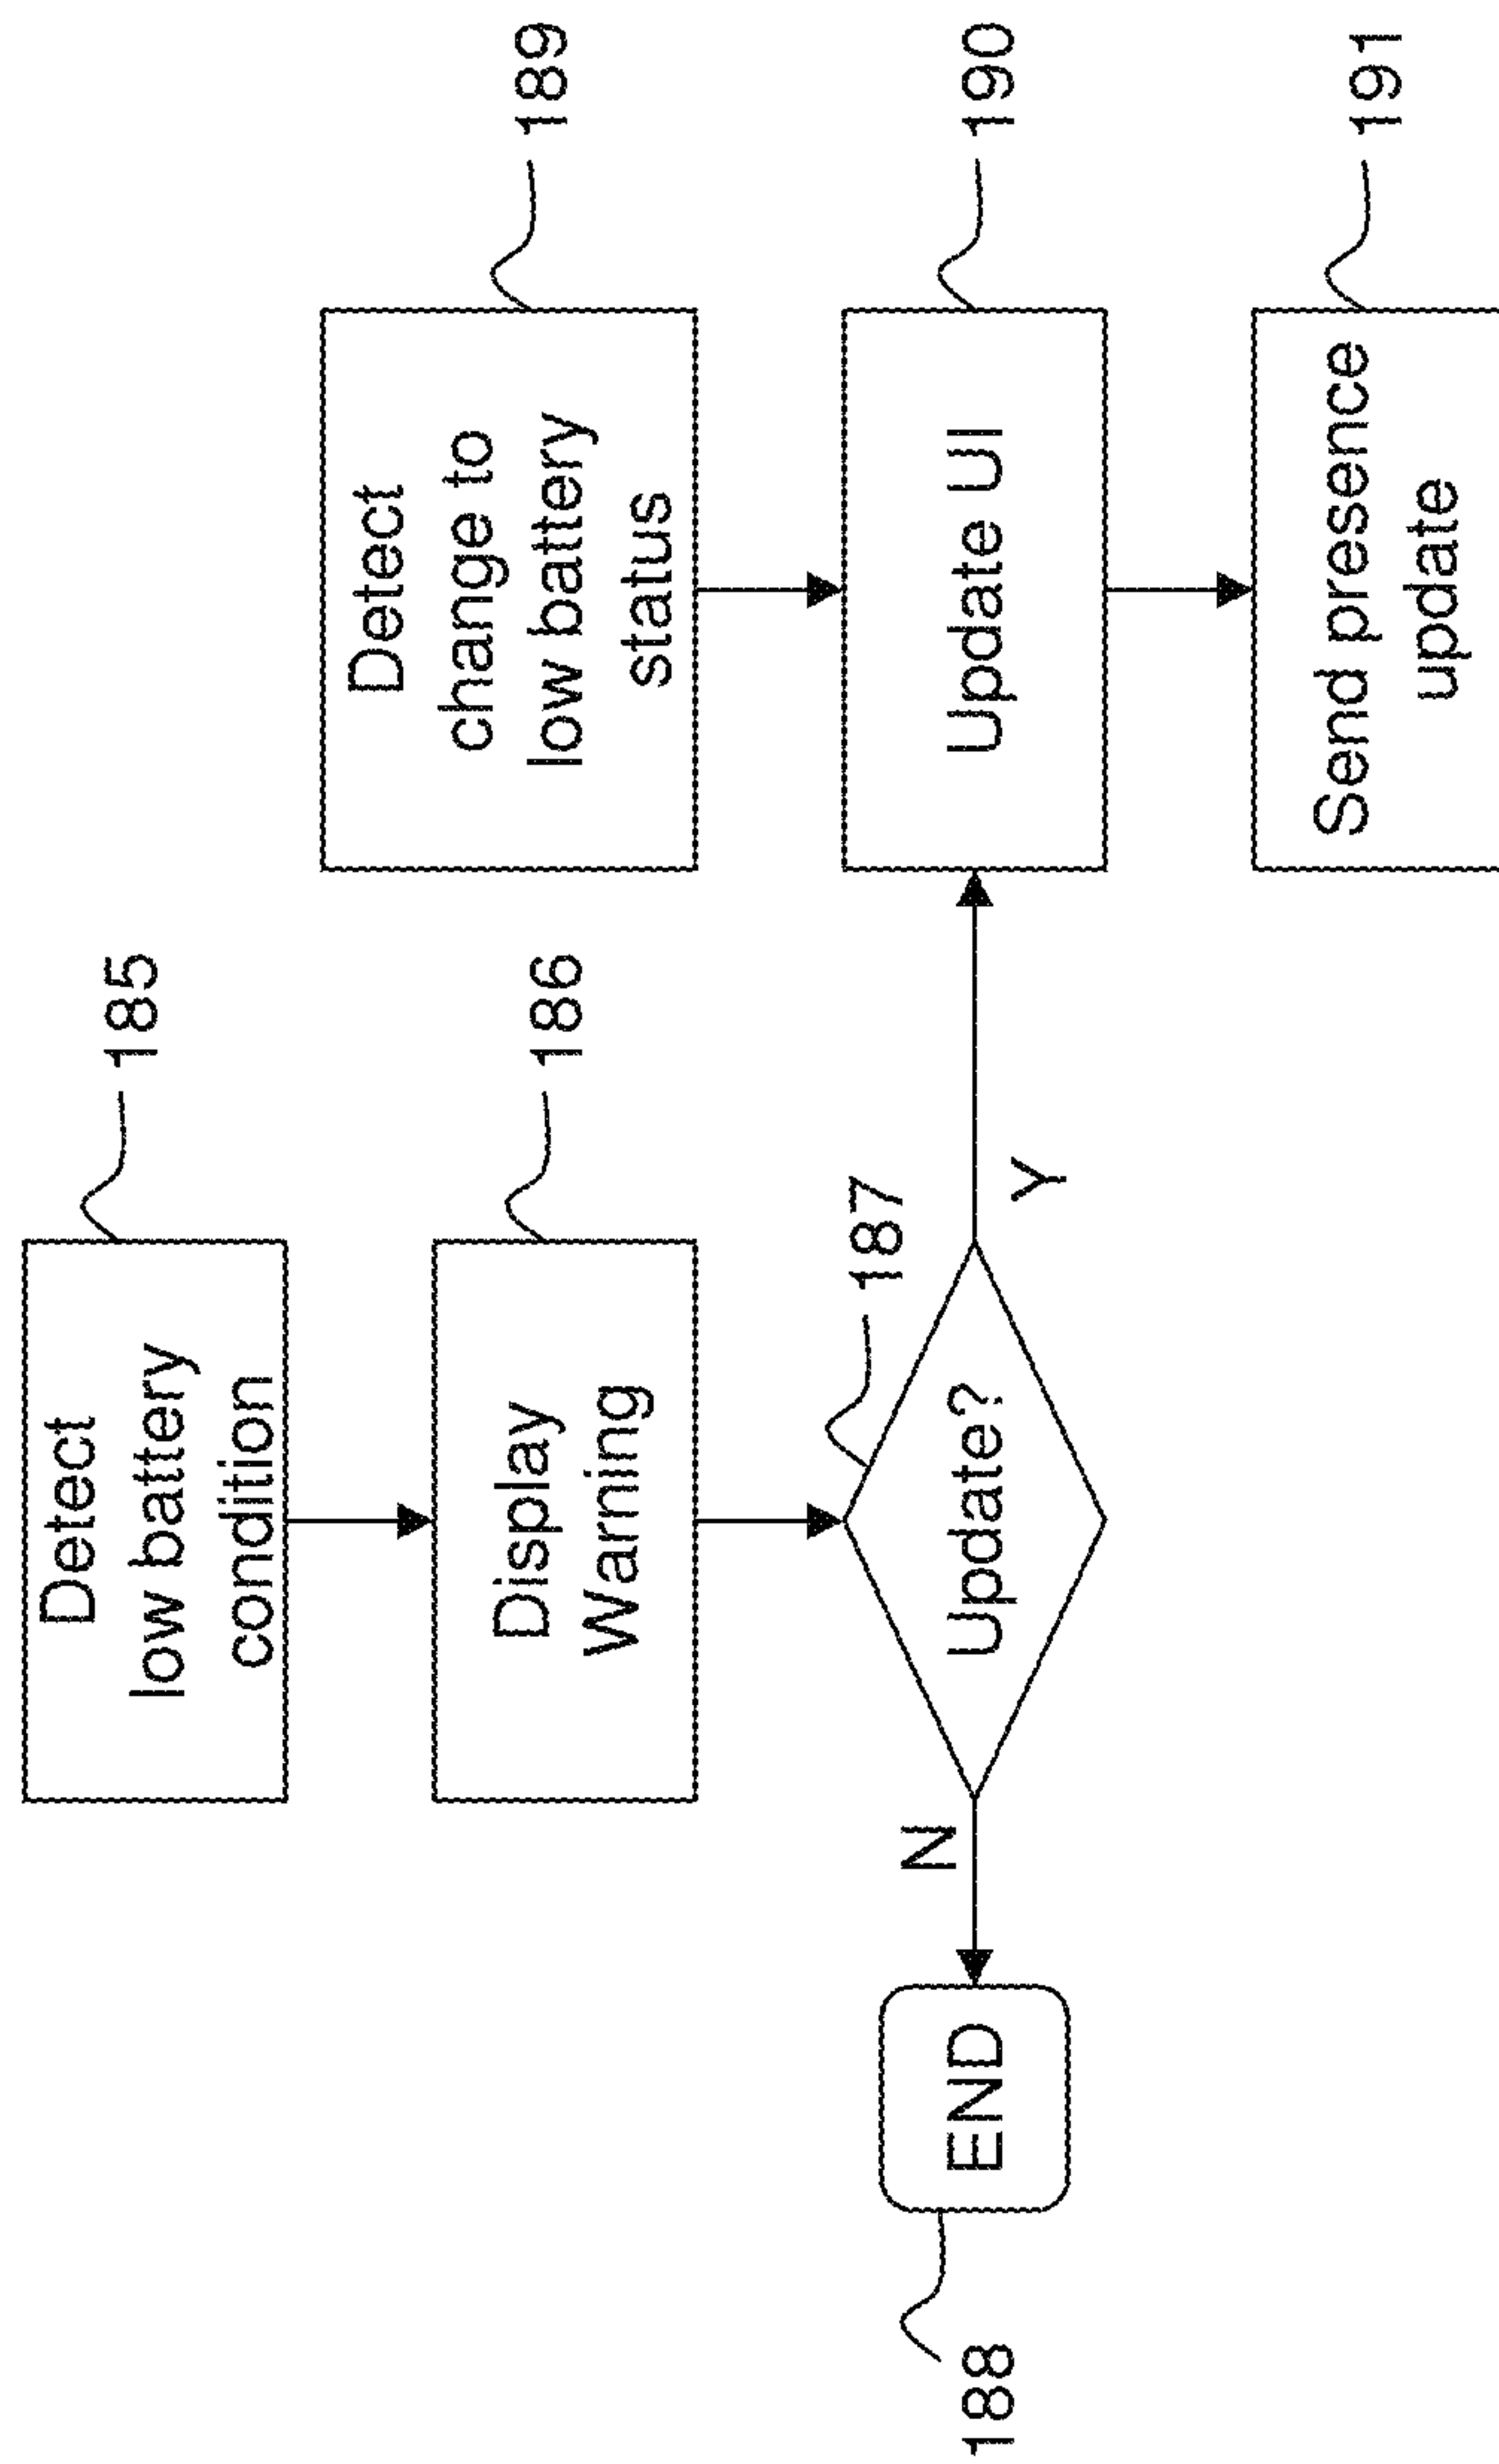 Detect
low battery
condition
185
Display
Warning
186
Update?
187
N
Y
END
188
Detect
change to
low battery
status
189
Update UI
190
Send presence
update
191